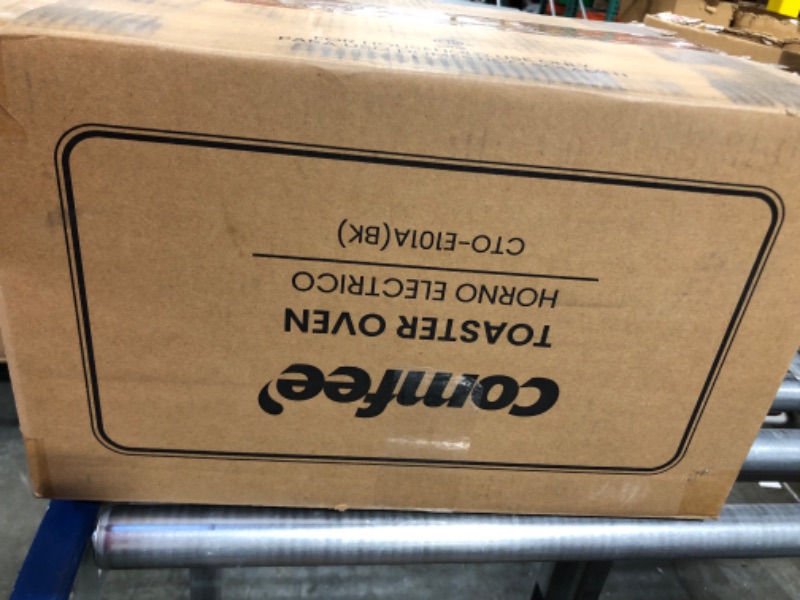 comfee'
TOASTER OVEN
HORNO ELECTRICO
CTO-E101A(BK)